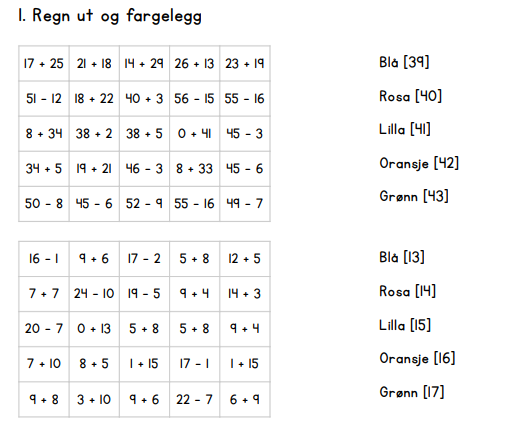 1. Regn ut og fargelegg
17 + 25 21 + 18 14 + 29 26 + 13 23 + 19
51 - 12 18 + 22 40 + 3 56 - 15 55 - 16
8 + 34 38 + 2 38 + 5 0 + 41 45 - 3
34 + 5 19 + 21 46 - 3 8 + 33 45 - 6
50 - 8 45 - 6 52 - 9 55 - 16 49 - 7
Blå [39]
Rosa [40]
Lilla [41]
Oransje [42]
Grønn [43]
16 - 1 9 + 6 17 - 2 5 + 8 12 + 5
7 + 7 24 - 10 19 - 5 9 + 4 14 + 3
20 - 7 0 + 13 5 + 8 5 + 8 9 + 4
7 + 10 8 + 5 1 + 15 17 - 1 1 + 15
9 + 8 3 + 10 9 + 6 22 - 7 6 + 9
Blå [13]
Rosa [14]
Lilla [15]
Oransje [16]
Grønn [17]